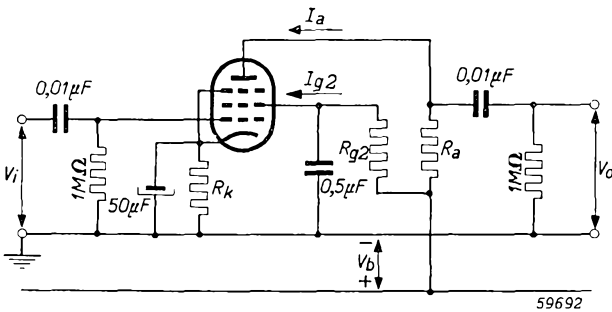 Ia
Ig2
0,01µF
0,01µF
Vi
1MΩ
50µF
Rk
0,5µF
Rg2
Ra
1MΩ
Vo
−
Vb
+
59692